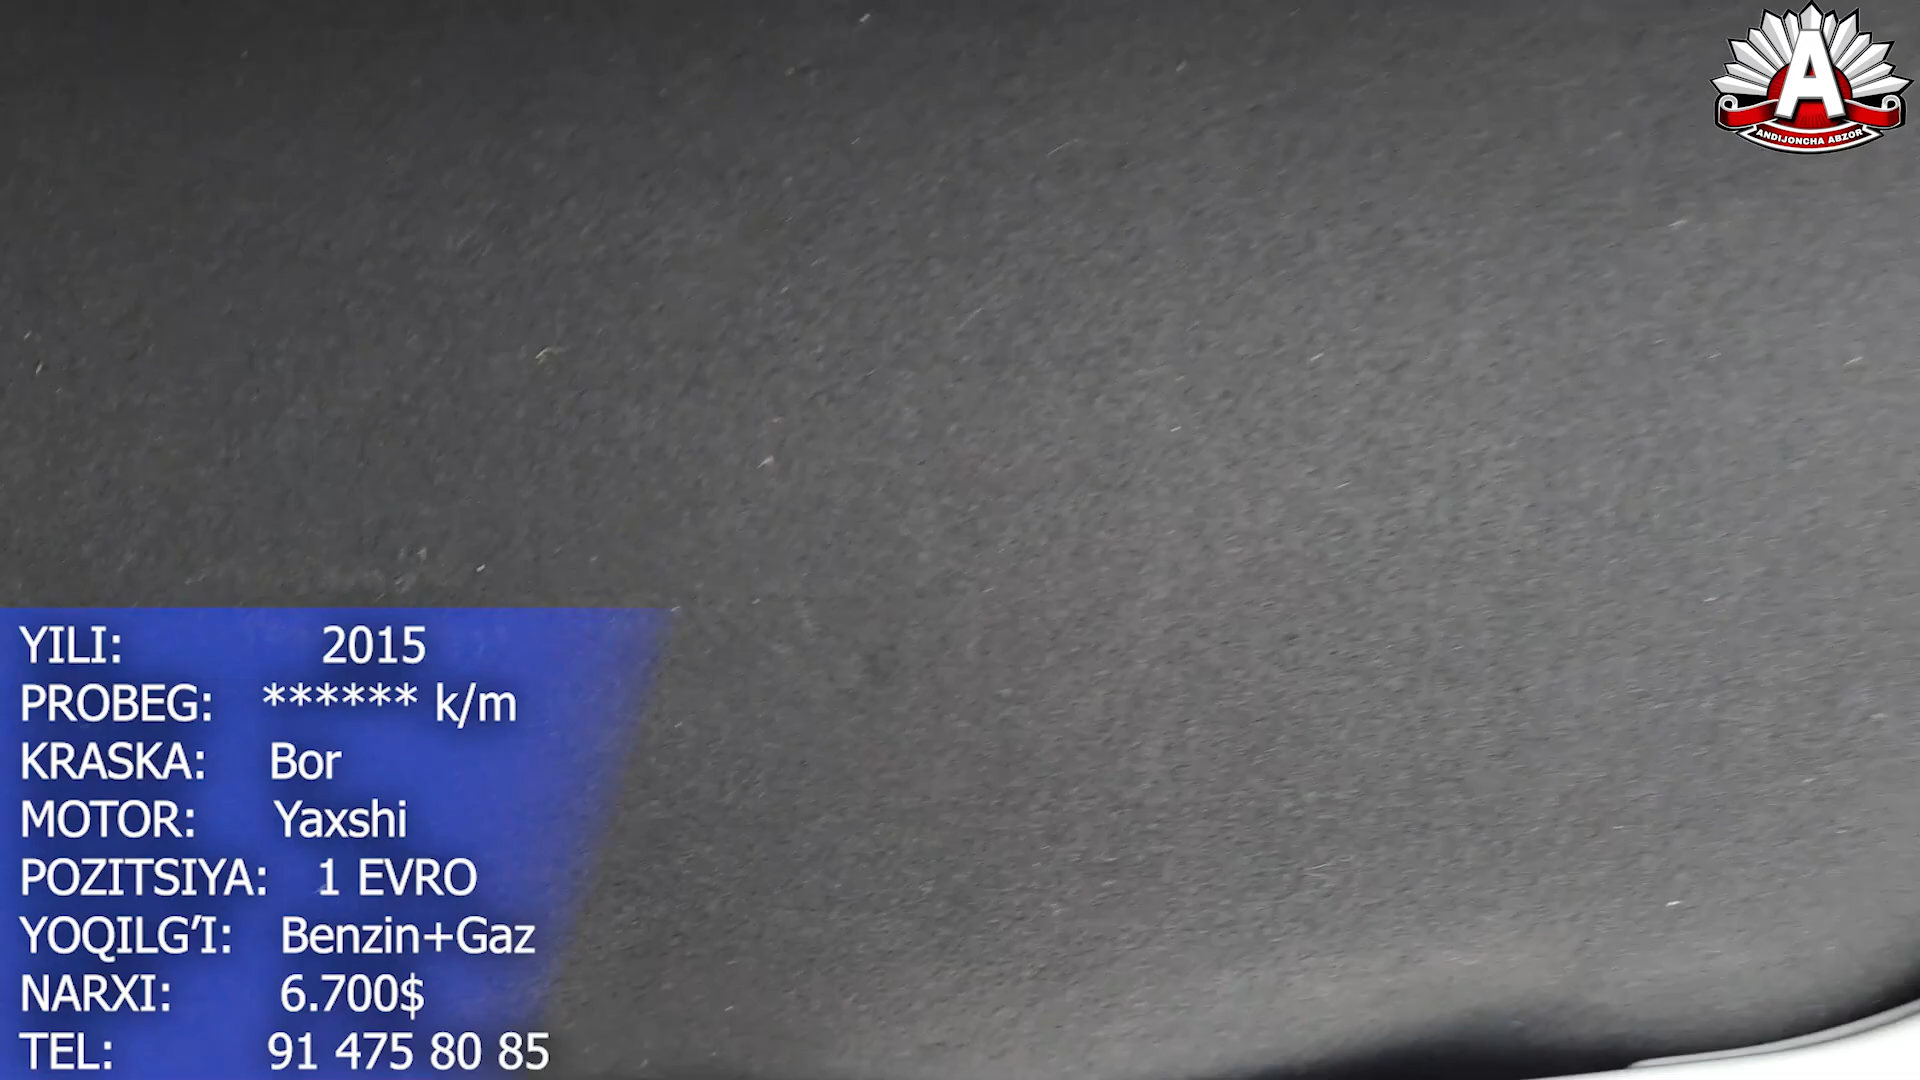 A
ANDIJONCHA ABZOR
YILI: 2015
PROBEG: ****** k/m
KRASKA: Bor
MOTOR: Yaxshi
POZITSIYA: 1 EVRO
YOQILG’I: Benzin+Gaz
NARXI: 6.700$
TEL: 91 475 80 85